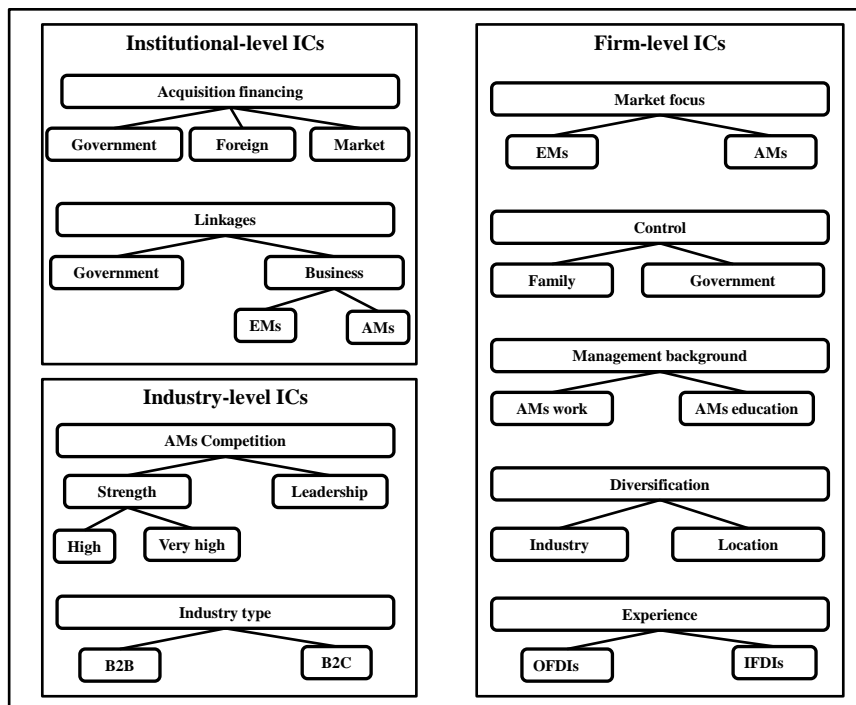 Institutional-level ICs
Acquisition financing
Government
Foreign
Market
Linkages
Government
Business
EMs
AMs
Industry-level ICs
AMs Competition
Strength
Leadership
High
Very high
Industry type
B2B
B2C
Firm-level ICs
Market focus
EMs
AMs
Control
Family
Government
Management background
AMs work
AMs education
Diversification
Industry
Location
Experience
OFDIs
IFDIs